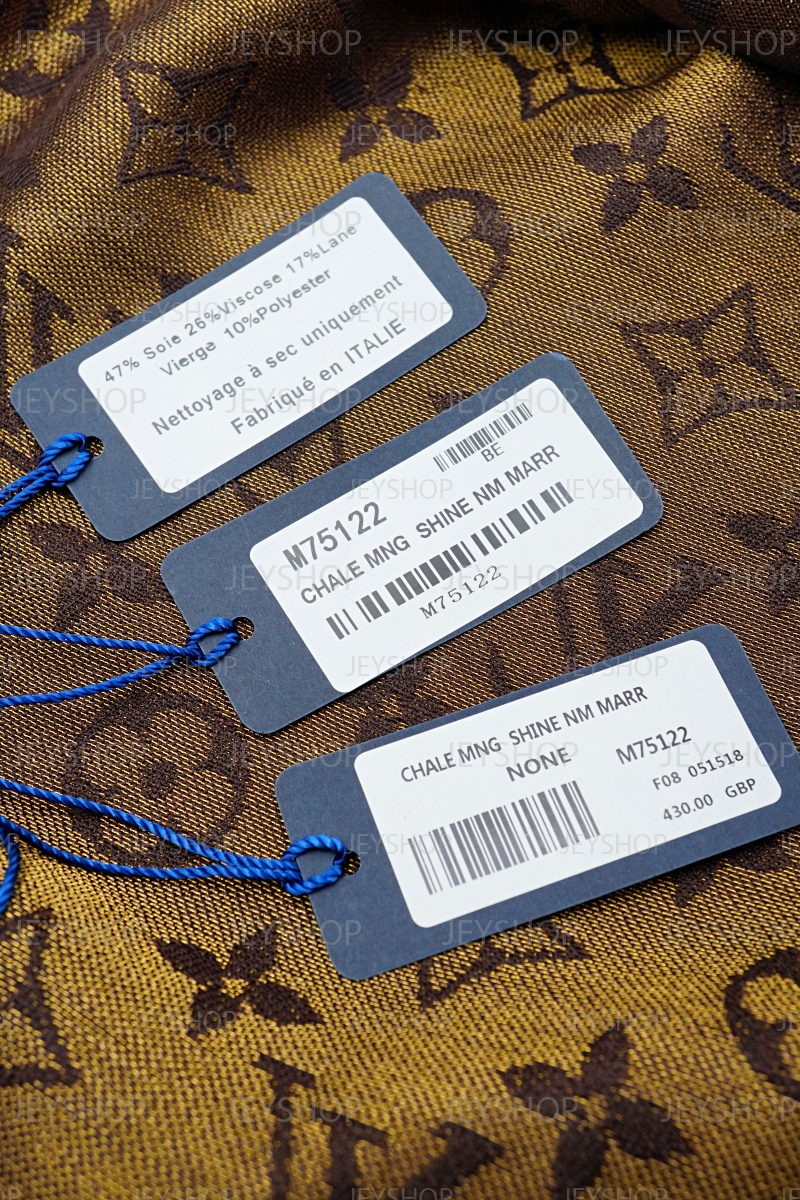 47% Soie 26%Viscose 17%Lane
Vierge 10%Polyester
Nettoyage à sec uniquement
Fabriqué en ITALIE
BE
M75122
CHALE MNG SHINE NM MARR
M75122
CHALE MNG SHINE NM MARR
NONE
M75122
F08 051518
430.00 GBP
JEYSHOP